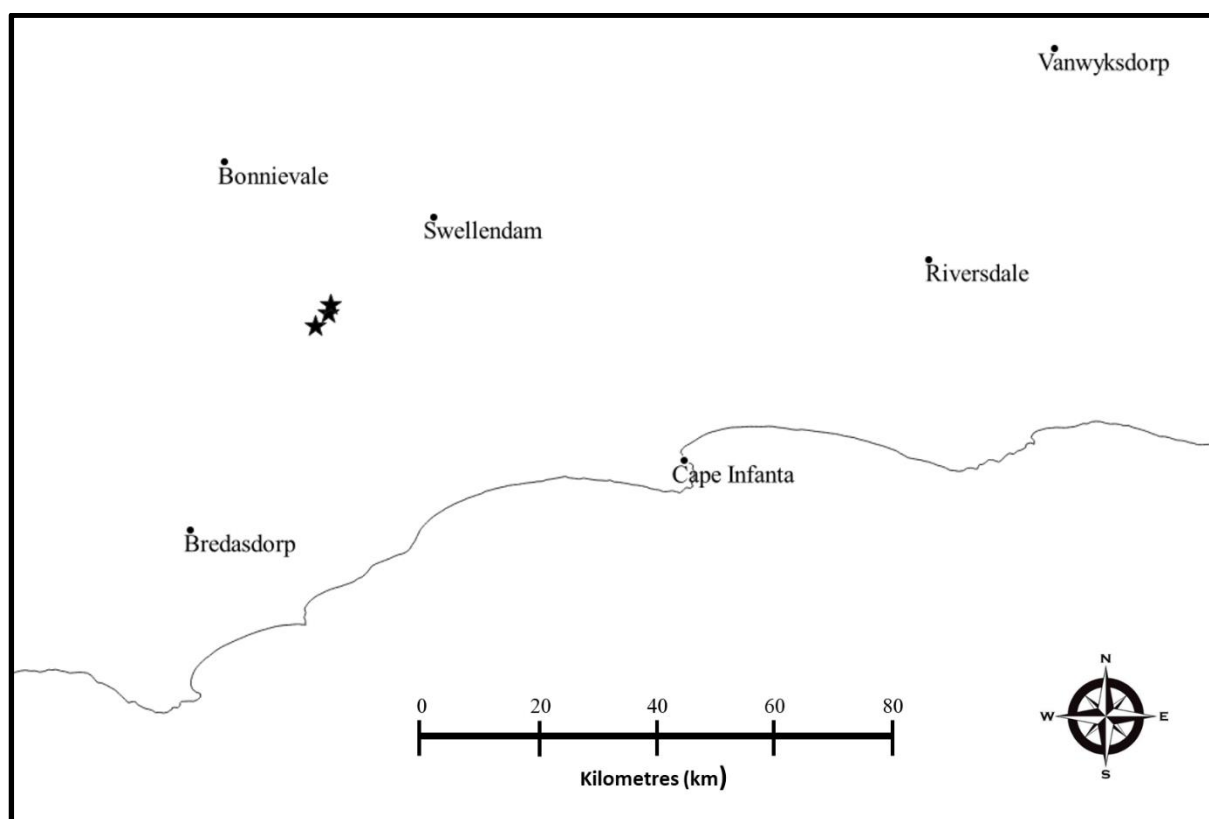 Vanwyksdorp
Bonnievale
Swellendam
Riversdale
Cape Infanta
Bredasdorp
0 20 40 60 80
Kilometres (km)
N
W E
S